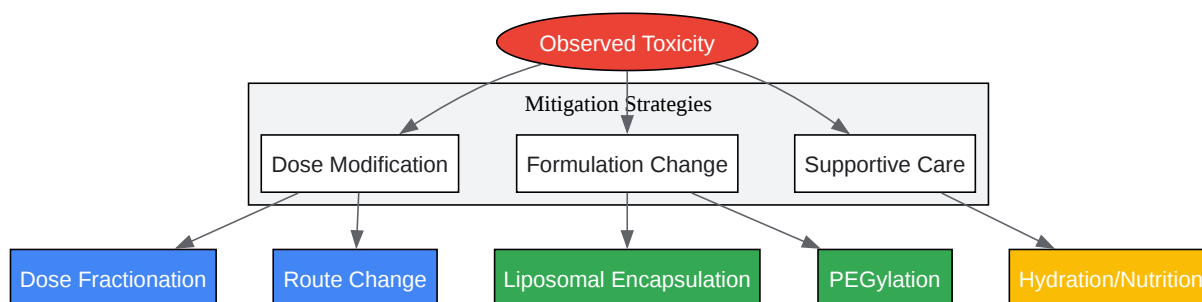 Observed Toxicity
Mitigation Strategies
Dose Modification
Formulation Change
Supportive Care
Dose Fractionation
Route Change
Liposomal Encapsulation
PEGylation
Hydration/Nutrition